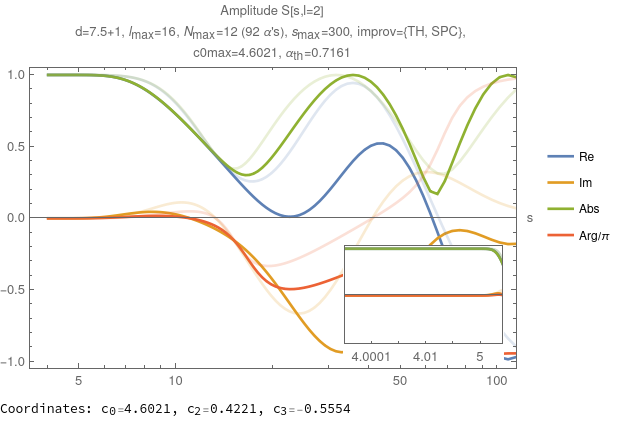 Amplitude S[s,l=2]
d=7.5+1, lmax=16, Nmax=12 (92 α's), smax=300, improv={TH, SPC},
c0max=4.6021, αth=0.7161
1.0
0.5
0.0
-0.5
-1.0
s
Re
Im
Abs
Arg/π
4.0001 4.01 5
5 10 50 100
Coordinates: c0=4.6021, c2=0.4221, c3=-0.5554